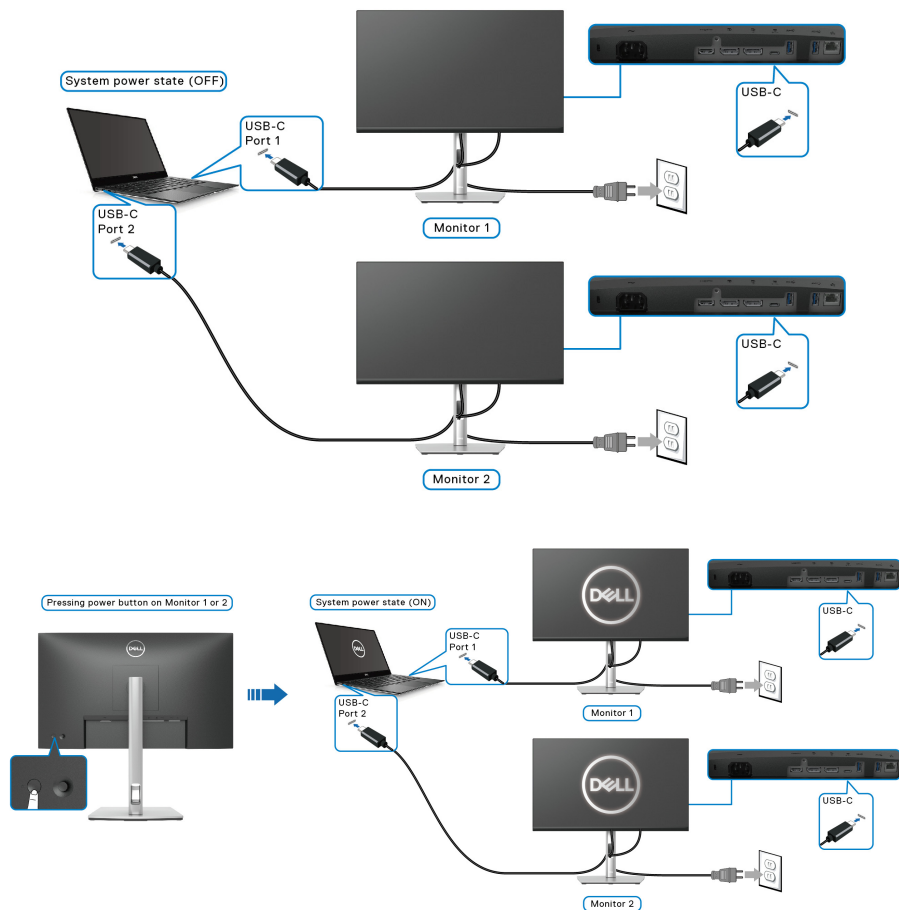 System power state (OFF)
USB-C
Port 1
USB-C
USB-C
Port 2
Monitor 1
USB-C
Monitor 2
Pressing power button on Monitor 1 or 2
DELL
System power state (ON)
DELL
USB-C
Port 1
DELL
USB-C
USB-C
Port 2
Monitor 1
DELL
USB-C
Monitor 2